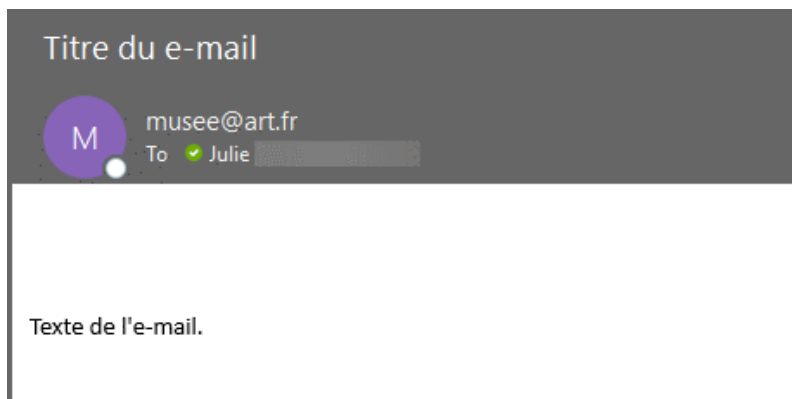 Titre du e-mail
M
musee@art.fr
To Julie
Texte de l'e-mail.